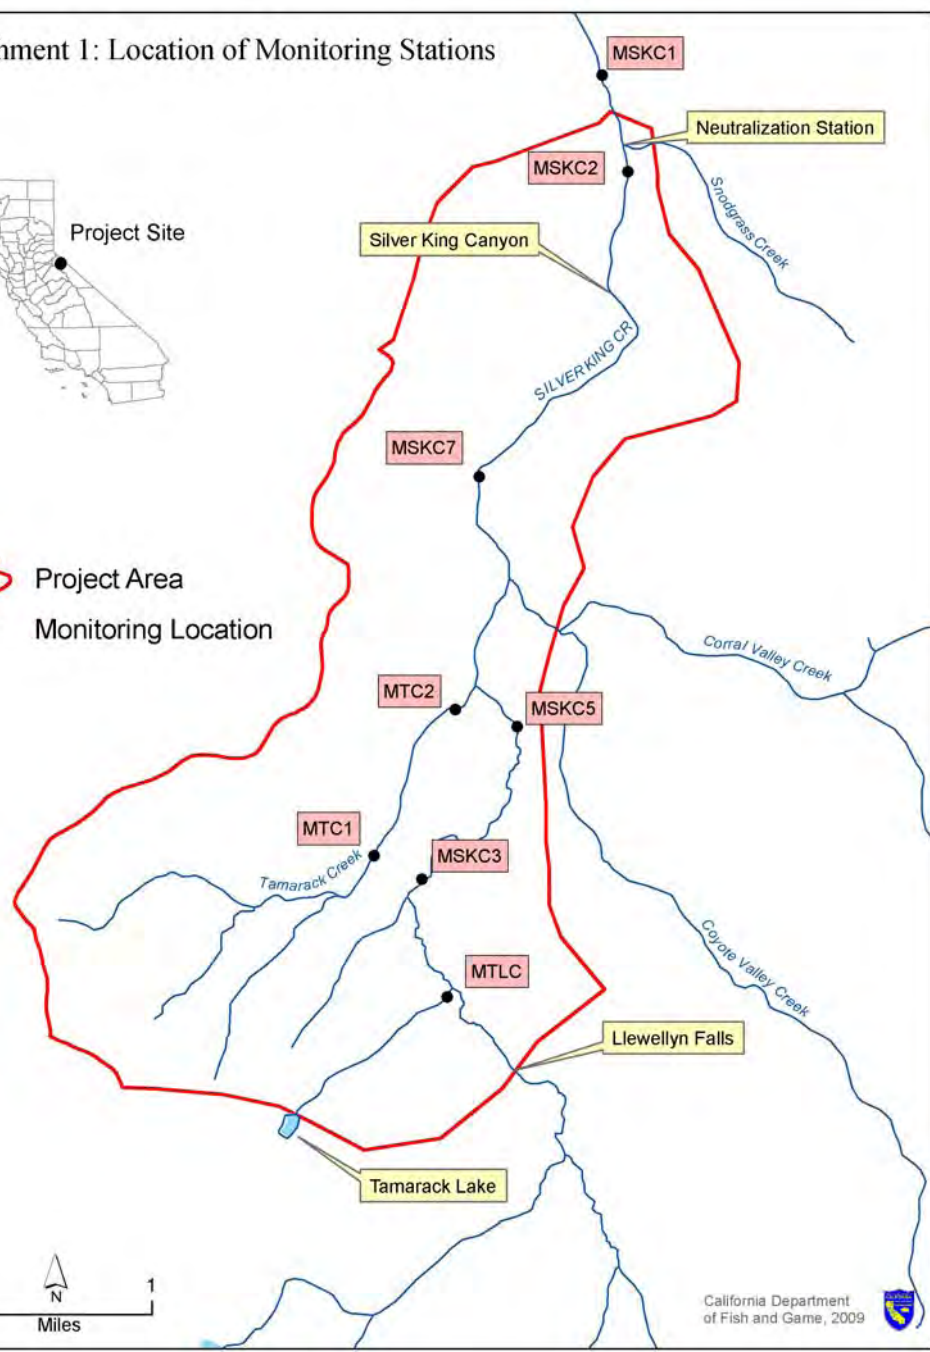 nment 1: Location of Monitoring Stations
MSKC1
Neutralization Station
MSKC2
Snodgrass Creek
Project Site
Silver King Canyon
SILVER KING CR
MSKC7
Project Area
Monitoring Location
Corral Valley Creek
MTC2
MSKC5
MTC1
MSKC3
Tamarack Creek
Coyote Valley Creek
MTLC
Llewellyn Falls
Tamarack Lake
N
1
Miles
California Department
of Fish and Game, 2009